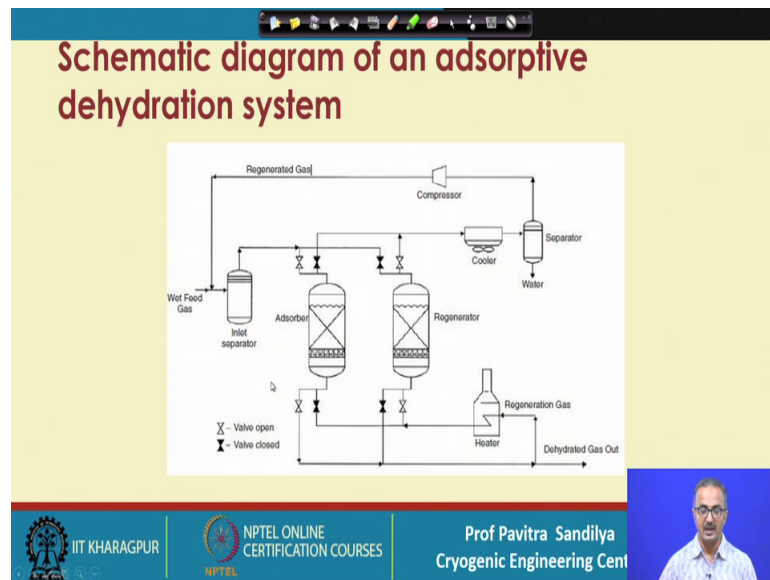 Schematic diagram of an adsorptive
dehydration system
Regenerated Gas
Compressor
Separator
Cooler
Water
Wet Feed
Gas
Inlet
separator
Adsorber
Regenerator
Regeneration Gas
Heater
Dehydrated Gas Out
– Valve open
– Valve closed
IIT KHARAGPUR
NPTEL
NPTEL ONLINE
CERTIFICATION COURSES
Prof Pavitra Sandilya
Cryogenic Engineering Cent